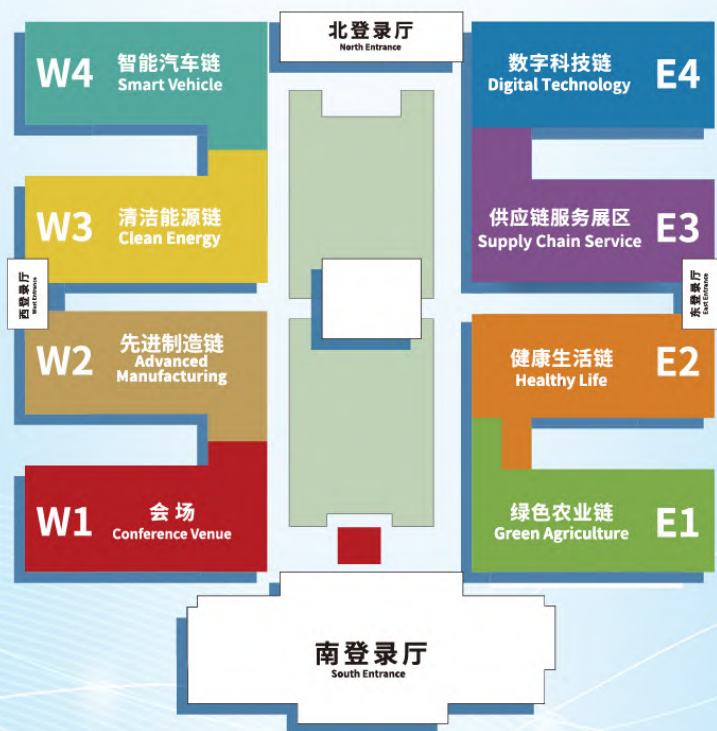 北登录厅
North Entrance
W4
智能汽车链
Smart Vehicle
数字科技链
Digital Technology
E4
W3
清洁能源链
Clean Energy
供应链服务展区
Supply Chain Service
E3
西登录厅
West Entrance
东登录厅
East Entrance
W2
先进制造链
Advanced
Manufacturing
健康生活链
Healthy Life
E2
W1
会场
Conference Venue
绿色农业链
Green Agriculture
E1
南登录厅
South Entrance